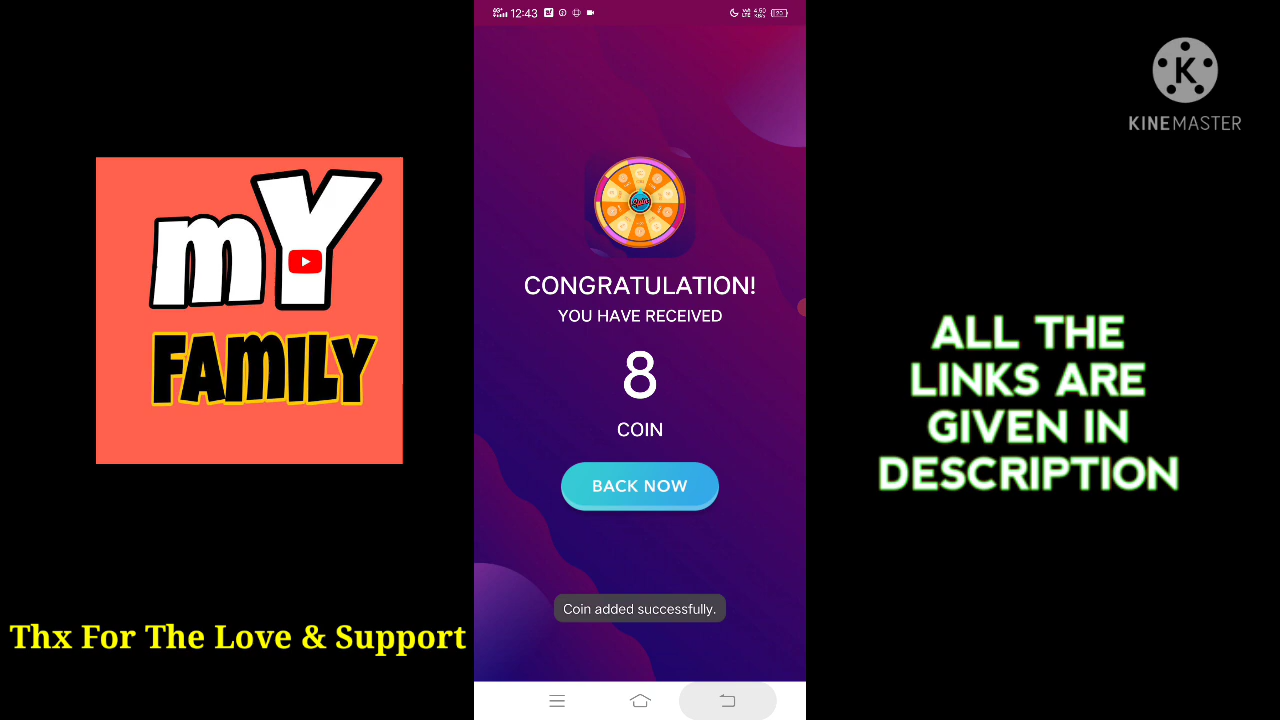 12:43
KINEMASTER
mY
FAMILY
CONGRATULATION!
YOU HAVE RECEIVED
8
COIN
BACK NOW
Coin added successfully.
ALL THE
LINKS ARE
GIVEN IN
DESCRIPTION
Thx For The Love & Support